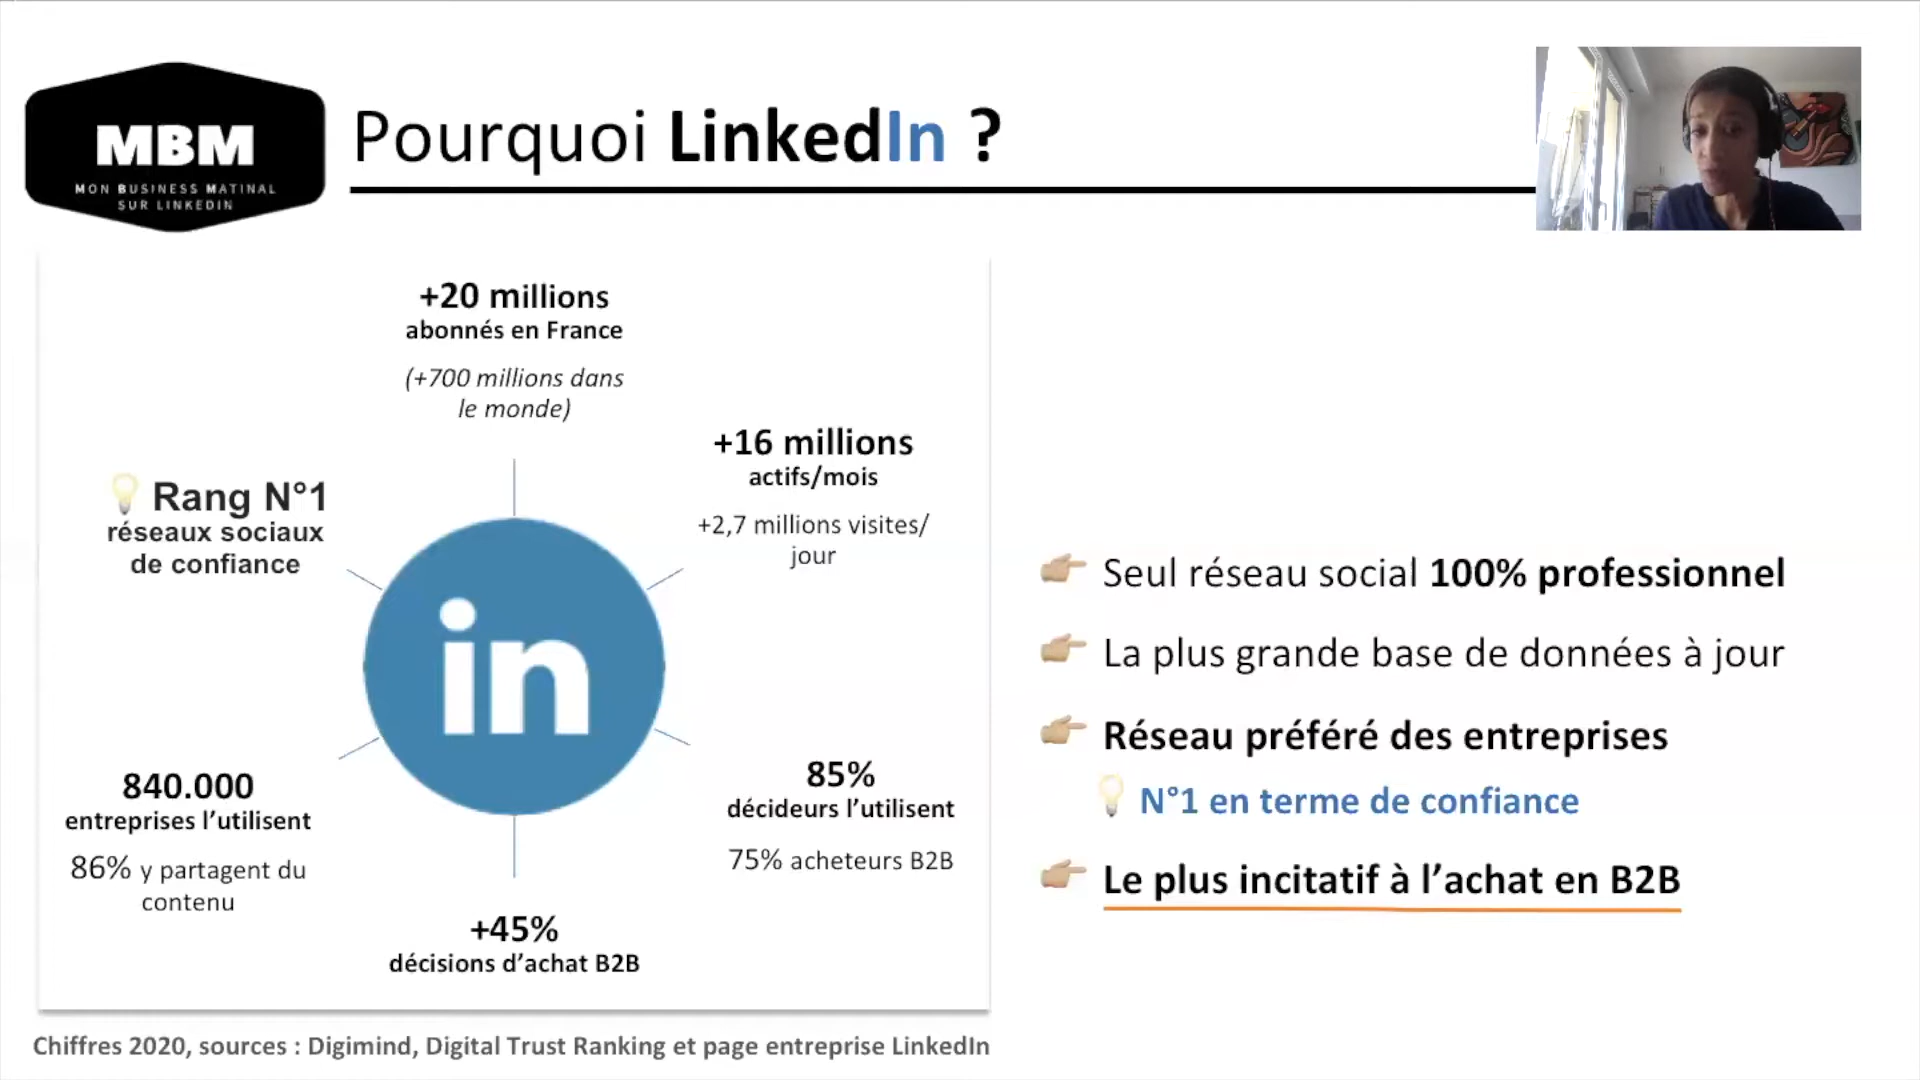 MBM
MON BUSINESS MATINAL
SUR LINKEDIN
Pourquoi LinkedIn ?
+20 millions
abonnés en France
(+700 millions dans
le monde)
+16 millions
actifs/mois
+2,7 millions visites/
jour
Rang N°1
réseaux sociaux
de confiance
in
840.000
entreprises l’utilisent
86% y partagent du
contenu
85%
décideurs l’utilisent
75% acheteurs B2B
+45%
décisions d’achat B2B
Seul réseau social 100% professionnel
La plus grande base de données à jour
Réseau préféré des entreprises
N°1 en terme de confiance
Le plus incitatif à l’achat en B2B
Chiffres 2020, sources : Digimind, Digital Trust Ranking et page entreprise LinkedIn